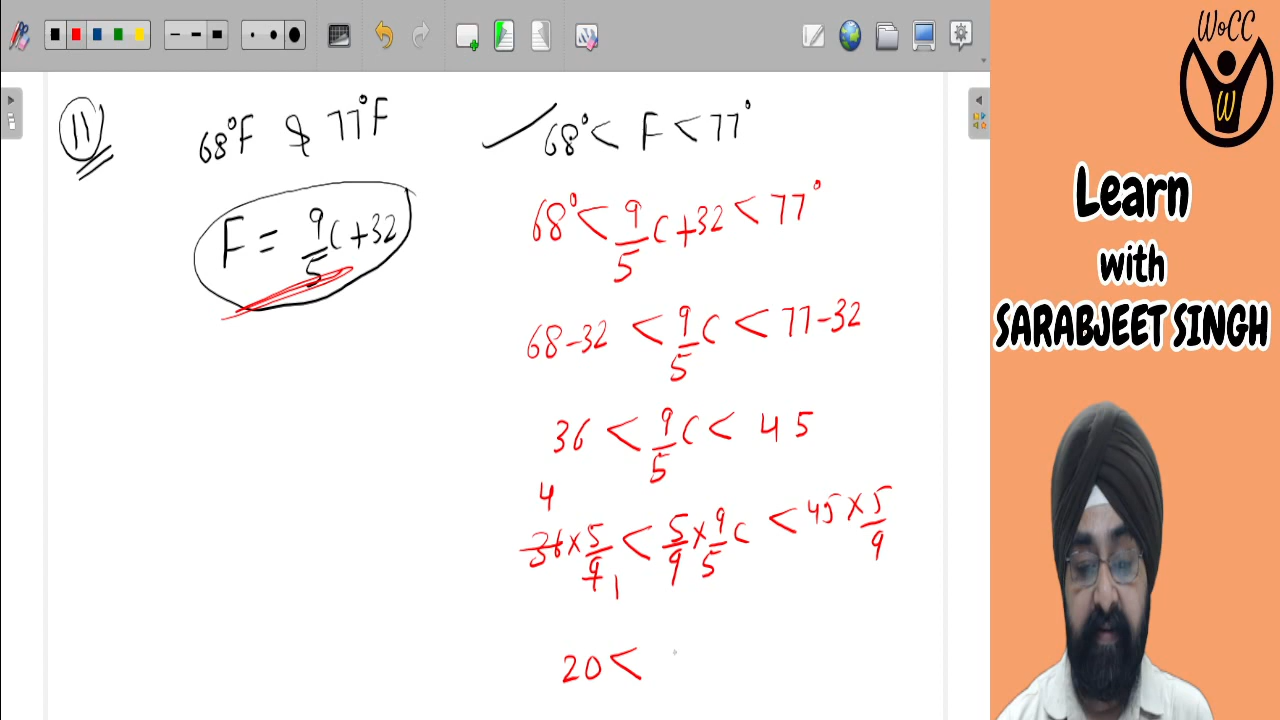 11
68°F & 77°F
F = 9/5 C + 32
68° < F < 77°
68° < 9/5 C + 32 < 77°
68 - 32 < 9/5 C < 77 - 32
36 < 9/5 C < 45
4
36 × 5/9 < 5/9 × 9/5 C < 45 × 5/9
1
20 <
WoCC
W
Learn
with
SARABJEET SINGH